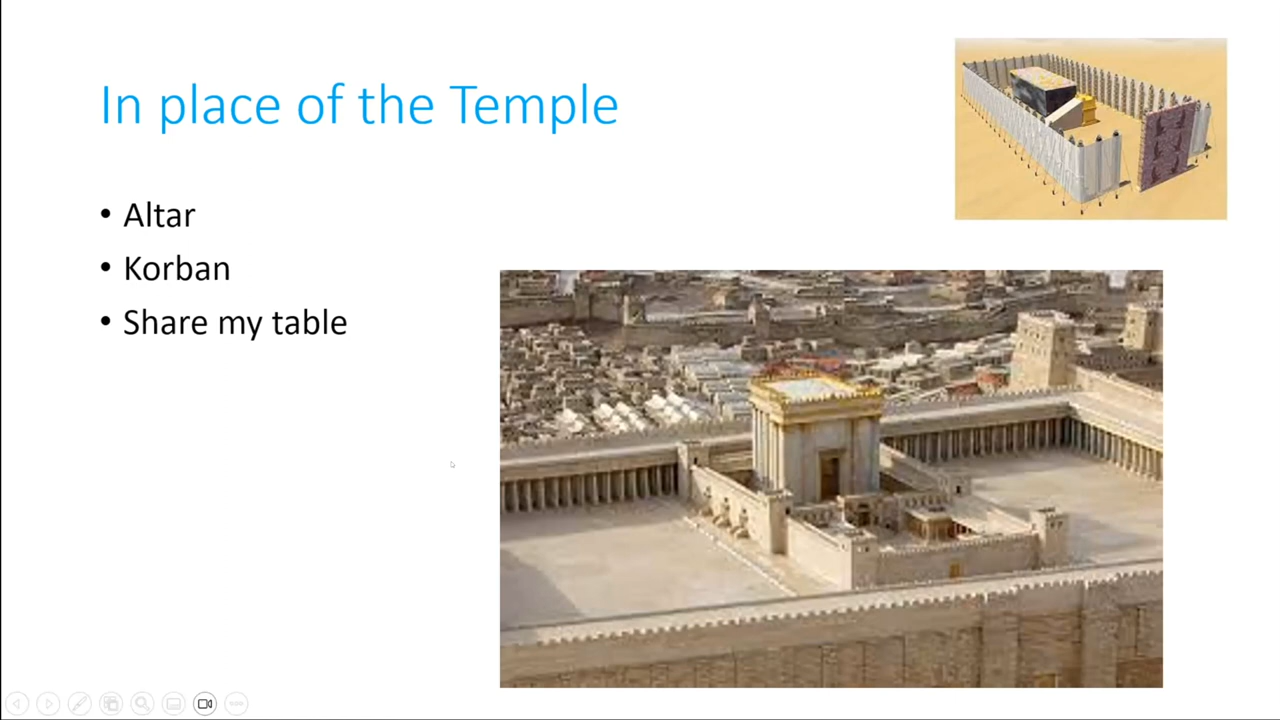 In place of the Temple
• Altar
• Korban
• Share my table